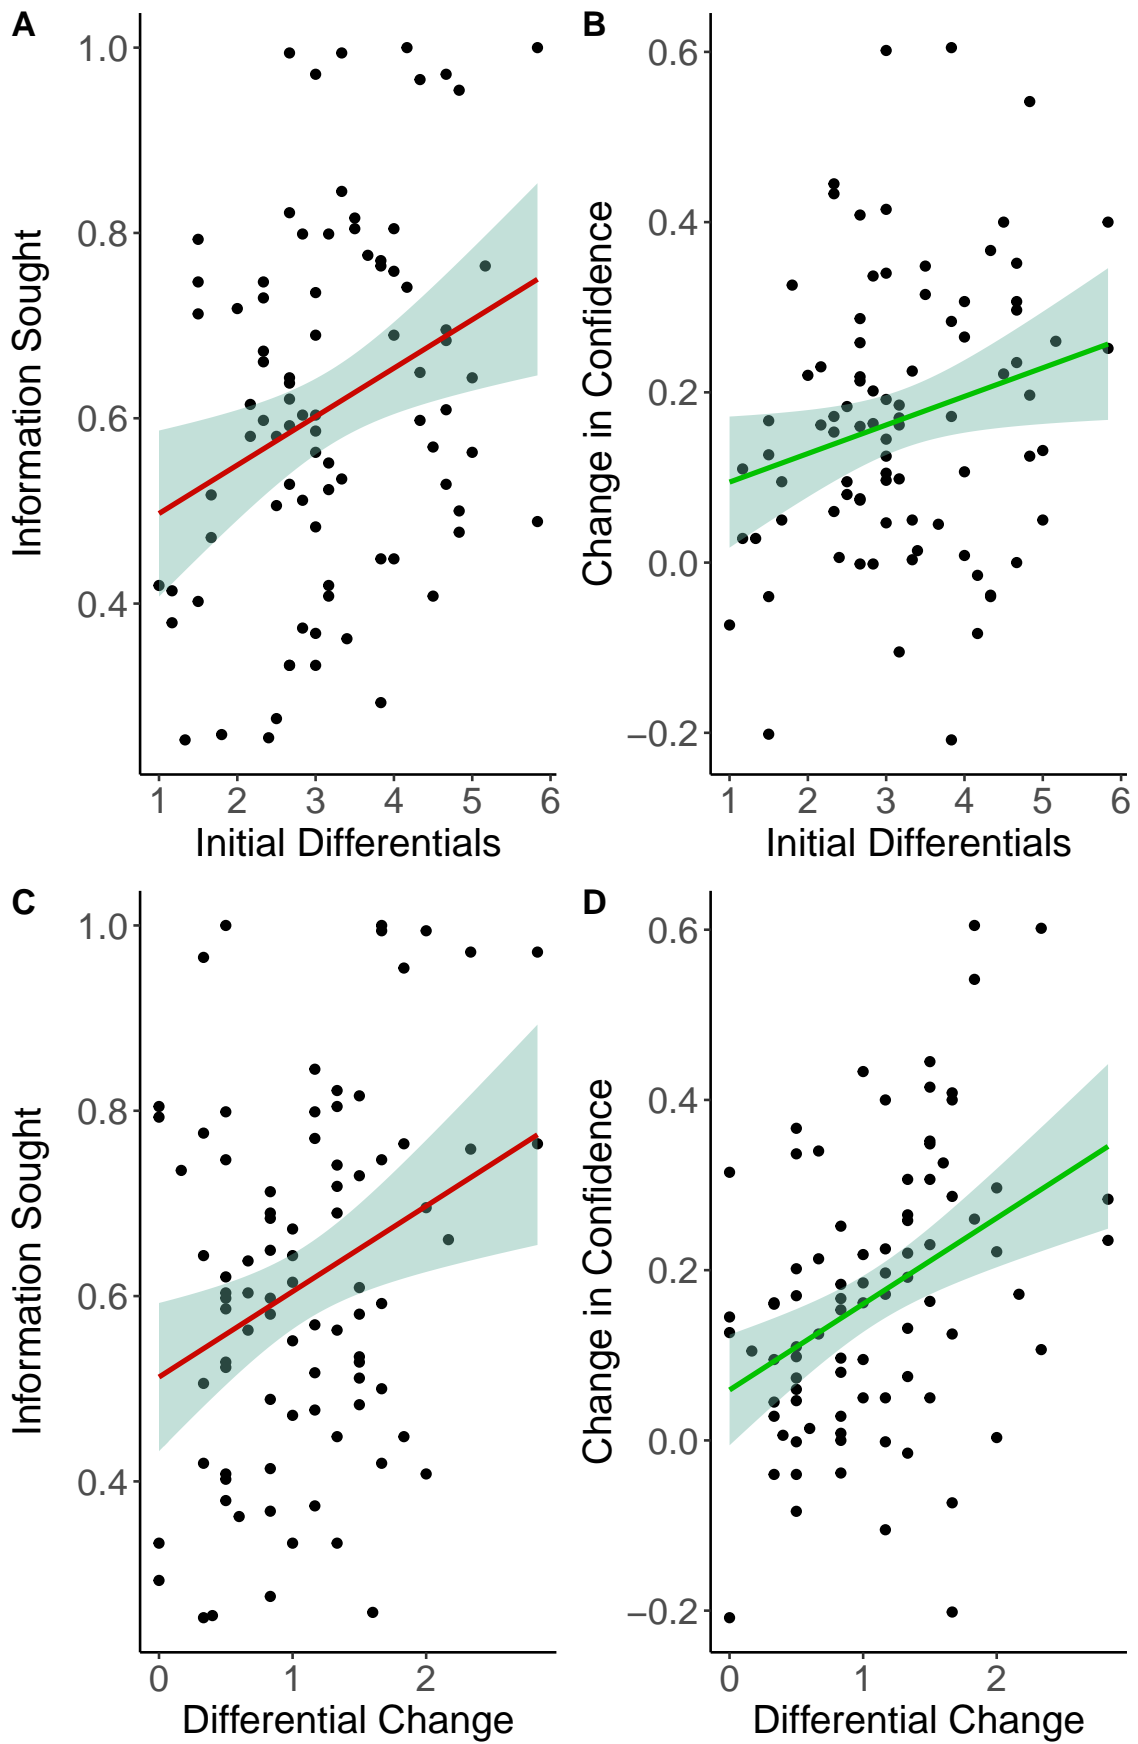 A
1.0
0.8
0.6
0.4
Information Sought
1 2 3 4 5 6
Initial Differentials
B
0.6
0.4
0.2
0.0
−0.2
Change in Confidence
1 2 3 4 5 6
Initial Differentials
C
1.0
0.8
0.6
0.4
Information Sought
0 1 2
Differential Change
D
0.6
0.4
0.2
0.0
−0.2
Change in Confidence
0 1 2
Differential Change